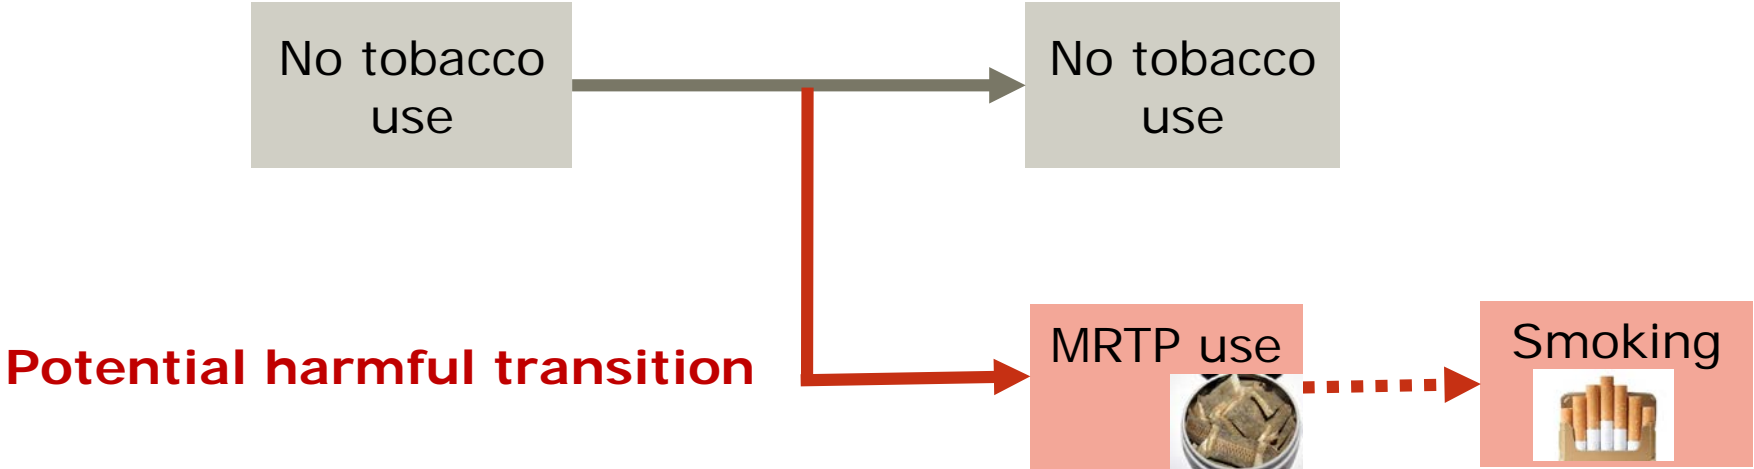 No tobacco
use
No tobacco
use
Potential harmful transition
MRTP use
Smoking